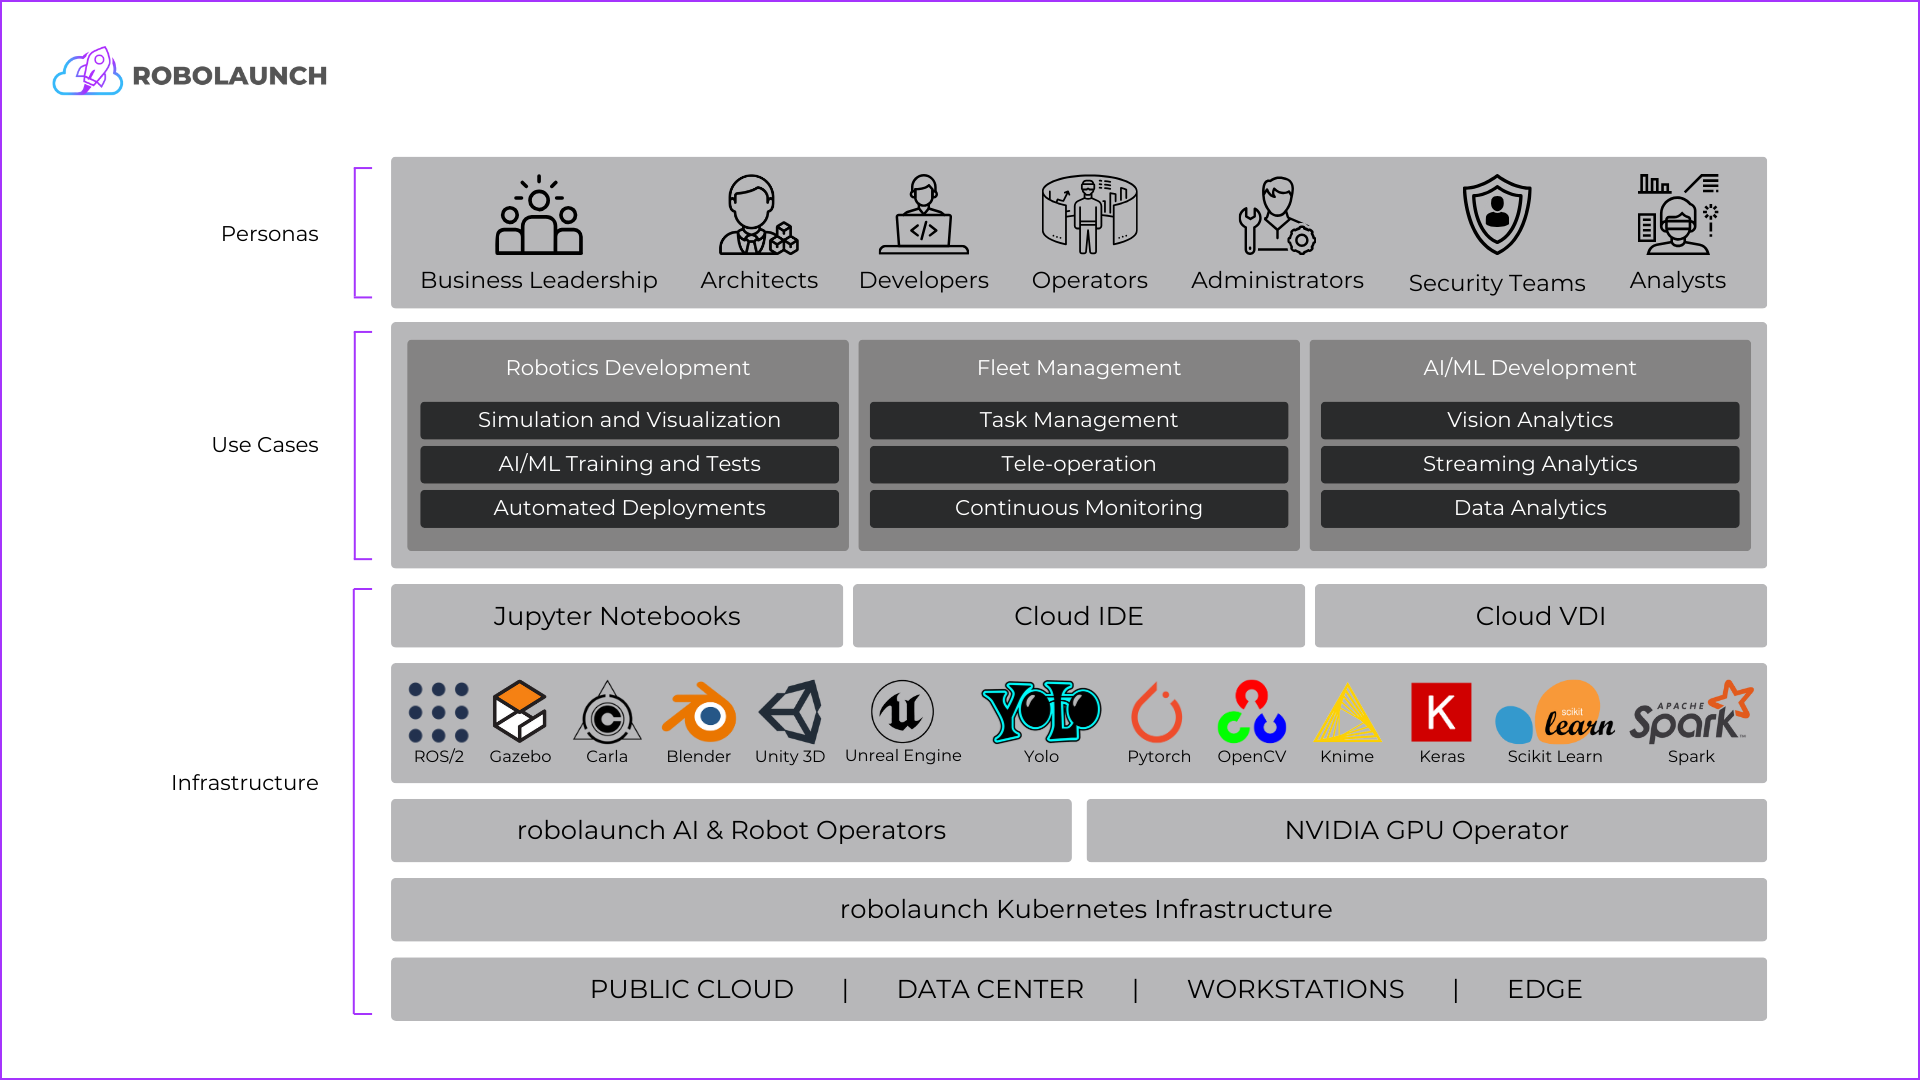 ROBOLAUNCH
Personas
Business Leadership
Architects
</>
Developers
Operators
Administrators
Security Teams
Analysts
Use Cases
Robotics Development
Simulation and Visualization
AI/ML Training and Tests
Automated Deployments
Fleet Management
Task Management
Tele-operation
Continuous Monitoring
AI/ML Development
Vision Analytics
Streaming Analytics
Data Analytics
Infrastructure
Jupyter Notebooks
Cloud IDE
Cloud VDI
ROS/2
Gazebo
C
Carla
Blender
Unity 3D
U
Unreal Engine
YOLO
Yolo
Pytorch
OpenCV
Knime
K
Keras
scikit
learn
Scikit Learn
APACHE
Spark
Spark
robolaunch AI & Robot Operators
NVIDIA GPU Operator
robolaunch Kubernetes Infrastructure
PUBLIC CLOUD | DATA CENTER | WORKSTATIONS | EDGE